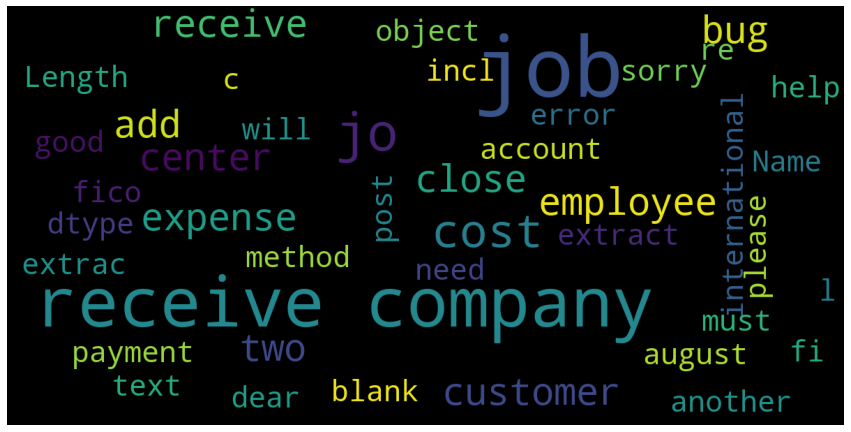 receive
object
job
bug
re
Length
c
incl
sorry
help
add
will
jo
error
good
center
account
international
Name
fico
post
close
employee
please
dtype
expense
cost
extract
extrac
method
need
receive company
l
must
payment
two
august
fi
text
dear
blank
customer
another